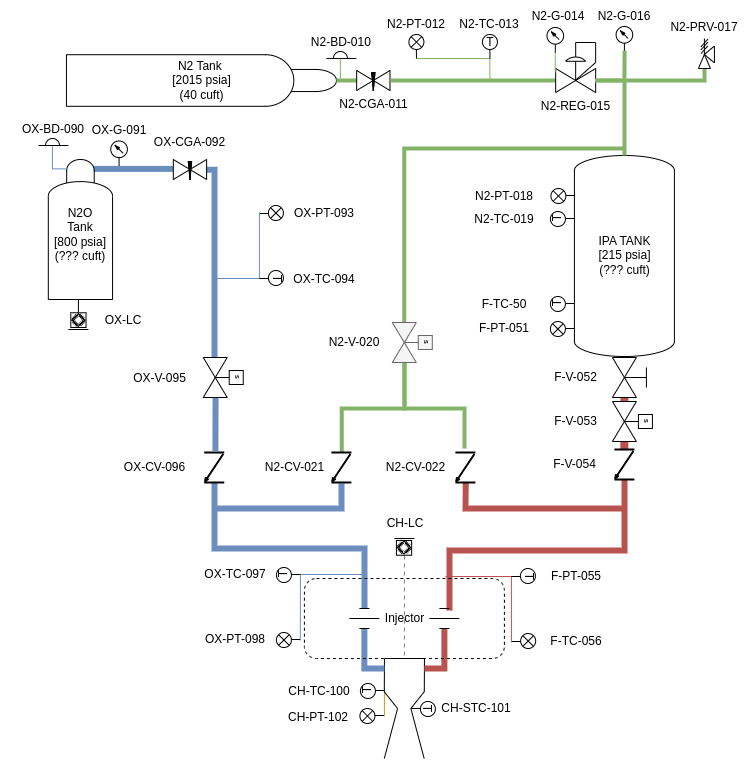 N2-PT-012
N2-TC-013
N2-G-014
N2-G-016
N2-PRV-017
N2-BD-010
T
N2 Tank
[2015 psia]
(40 cuft)
N2-CGA-011
N2-REG-015
OX-BD-090
OX-G-091
OX-CGA-092
N2-PT-018
N2-TC-019
N2O
Tank
[800 psia]
(??? cuft)
OX-PT-093
IPA TANK
[215 psia]
(??? cuft)
OX-TC-094
OX-LC
F-TC-50
F-PT-051
N2-V-020
S
OX-V-095
S
F-V-052
F-V-053
S
OX-CV-096
N2-CV-021
N2-CV-022
F-V-054
CH-LC
OX-TC-097
F-PT-055
Injector
OX-PT-098
F-TC-056
CH-TC-100
CH-STC-101
CH-PT-102